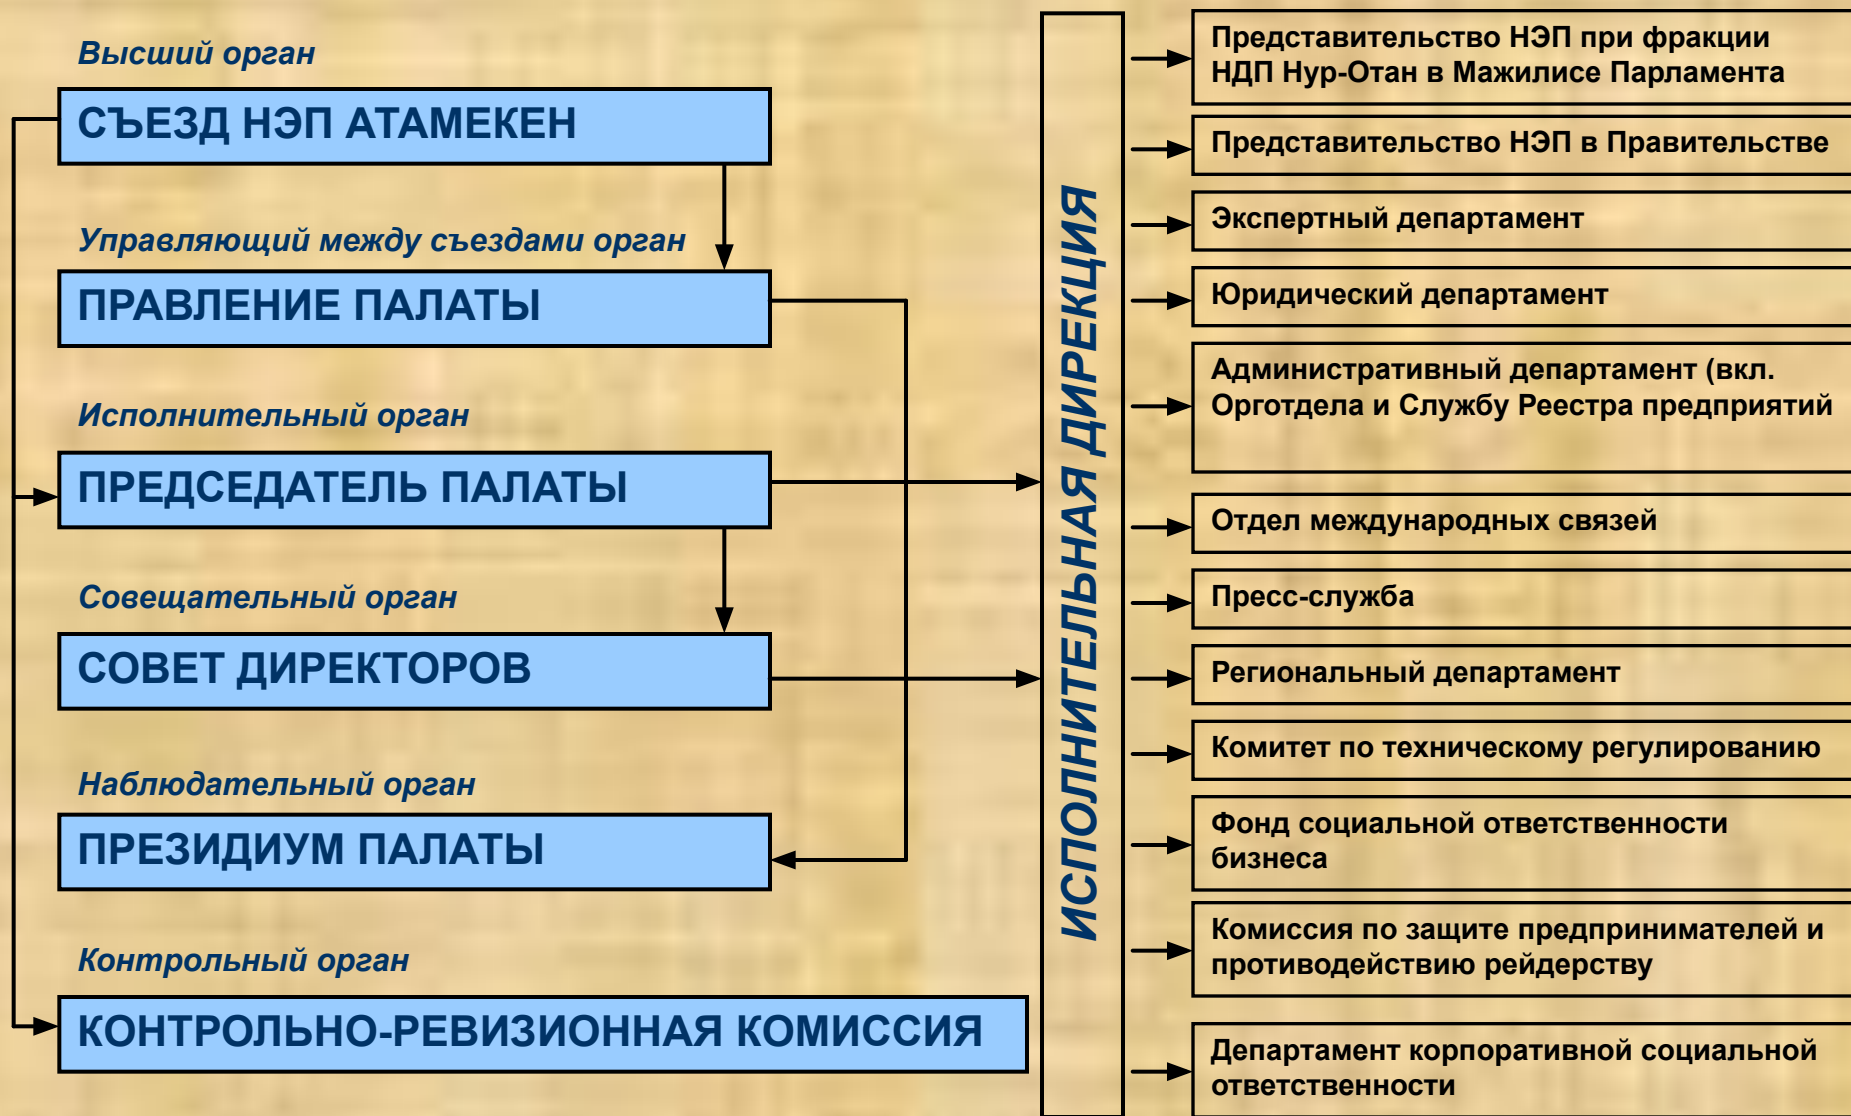 Высший орган
СЪЕЗД НЭП АТАМЕКЕН
Управляющий между съездами орган
ПРАВЛЕНИЕ ПАЛАТЫ
Исполнительный орган
ПРЕДСЕДАТЕЛЬ ПАЛАТЫ
Совещательный орган
СОВЕТ ДИРЕКТОРОВ
Наблюдательный орган
ПРЕЗИДИУМ ПАЛАТЫ
Контрольный орган
КОНТРОЛЬНО-РЕВИЗИОННАЯ КОМИССИЯ
ИСПОЛНИТЕЛЬНАЯ ДИРЕКЦИЯ
Представительство НЭП при фракции
НДП Нур-Отан в Мажилисе Парламента
Представительство НЭП в Правительстве
Экспертный департамент
Юридический департамент
Административный департамент (вкл.
Орготдела и Службу Реестра предприятий
Отдел международных связей
Пресс-служба
Региональный департамент
Комитет по техническому регулированию
Фонд социальной ответственности
бизнеса
Комиссия по защите предпринимателей и
противодействию рейдерству
Департамент корпоративной социальной
ответственности